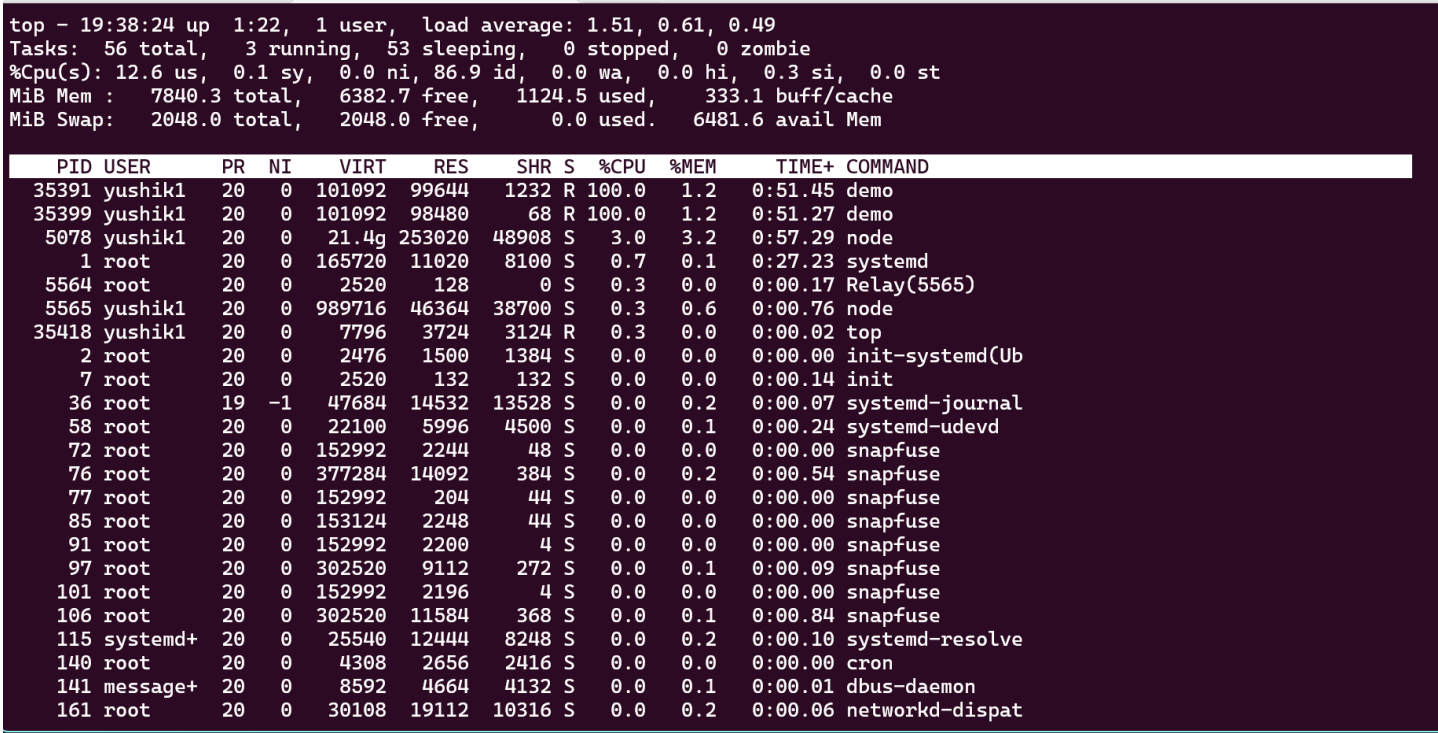 top - 19:38:24 up  1:22,  1 user,  load average: 1.51, 0.61, 0.49
Tasks:  56 total,   3 running,  53 sleeping,   0 stopped,   0 zombie
%Cpu(s): 12.6 us,  0.1 sy,  0.0 ni, 86.9 id,  0.0 wa,  0.0 hi,  0.3 si,  0.0 st
MiB Mem :   7840.3 total,   6382.7 free,   1124.5 used,    333.1 buff/cache
MiB Swap:   2048.0 total,   2048.0 free,      0.0 used.   6481.6 avail Mem
    PID USER      PR  NI    VIRT    RES    SHR S  %CPU  %MEM     TIME+ COMMAND
  35391 yushik1   20   0  101092  99644   1232 R 100.0   1.2   0:51.45 demo
  35399 yushik1   20   0  101092  98480     68 R 100.0   1.2   0:51.27 demo
   5078 yushik1   20   0   21.4g 253020  48908 S   3.0   3.2   0:57.29 node
      1 root      20   0  165720  11020   8100 S   0.7   0.1   0:27.23 systemd
   5564 root      20   0    2520    128      0 S   0.3   0.0   0:00.17 Relay(5565)
   5565 yushik1   20   0  989716  46364  38700 S   0.3   0.6   0:00.76 node
  35418 yushik1   20   0    7796   3724   3124 R   0.3   0.0   0:00.02 top
      2 root      20   0    2476   1500   1384 S   0.0   0.0   0:00.00 init-systemd(Ub
      7 root      20   0    2520    132    132 S   0.0   0.0   0:00.14 init
     36 root      19  -1   47684  14532  13528 S   0.0   0.2   0:00.07 systemd-journal
     58 root      20   0   22100   5996   4500 S   0.0   0.1   0:00.24 systemd-udevd
     72 root      20   0  152992   2244     48 S   0.0   0.0   0:00.00 snapfuse
     76 root      20   0  377284  14092    384 S   0.0   0.2   0:00.54 snapfuse
     77 root      20   0  152992    204     44 S   0.0   0.0   0:00.00 snapfuse
     85 root      20   0  153124   2248     44 S   0.0   0.0   0:00.00 snapfuse
     91 root      20   0  152992   2200      4 S   0.0   0.0   0:00.00 snapfuse
     97 root      20   0  302520   9112    272 S   0.0   0.1   0:00.09 snapfuse
    101 root      20   0  152992   2196      4 S   0.0   0.0   0:00.00 snapfuse
    106 root      20   0  302520  11584    368 S   0.0   0.1   0:00.84 snapfuse
    115 systemd+  20   0   25540  12444   8248 S   0.0   0.2   0:00.10 systemd-resolve
    140 root      20   0    4308   2656   2416 S   0.0   0.0   0:00.00 cron
    141 message+  20   0    8592   4664   4132 S   0.0   0.1   0:00.01 dbus-daemon
    161 root      20   0   30108  19112  10316 S   0.0   0.2   0:00.06 networkd-dispat